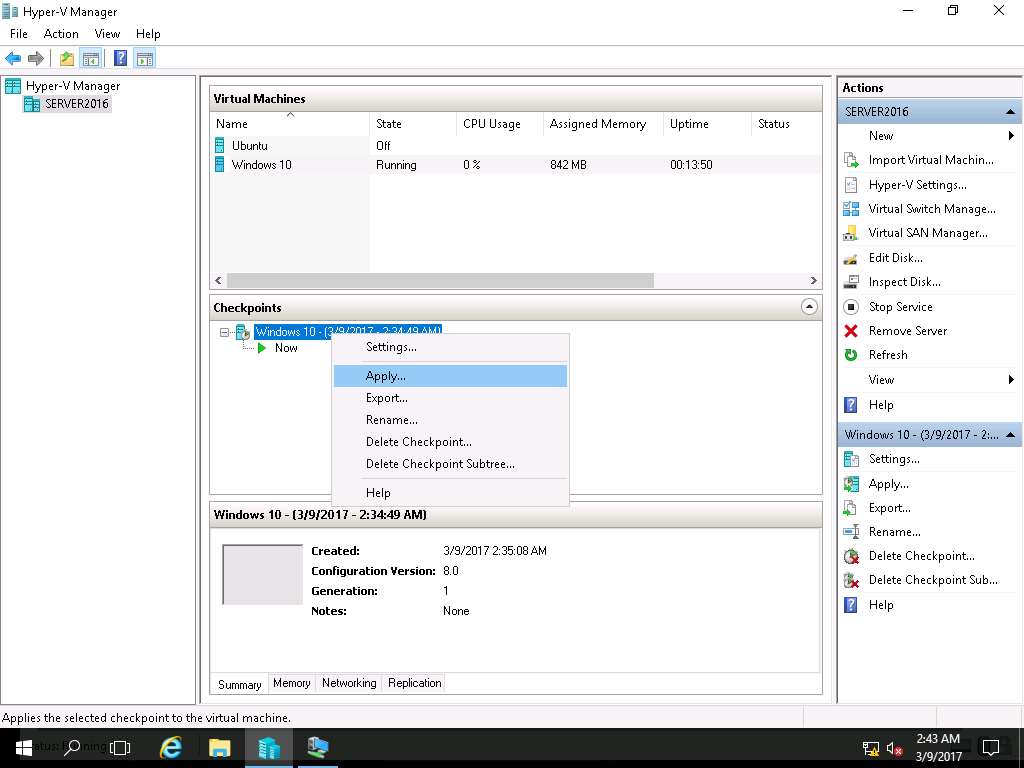 Hyper-V Manager
File Action View Help
Hyper-V Manager
SERVER2016
Virtual Machines
Name State CPU Usage Assigned Memory Uptime Status
Ubuntu Off
Windows 10 Running 0 % 842 MB 00:13:50
Checkpoints
Windows 10 - (3/9/2017 - 2:34:49 AM)
Now
Settings...
Apply...
Export...
Rename...
Delete Checkpoint...
Delete Checkpoint Subtree...
Help
Windows 10 - (3/9/2017 - 2:34:49 AM)
Created: 3/9/2017 2:35:08 AM
Configuration Version: 8.0
Generation: 1
Notes: None
Summary Memory Networking Replication
Actions
SERVER2016
New
Import Virtual Machin...
Hyper-V Settings...
Virtual Switch Manage...
Virtual SAN Manager...
Edit Disk...
Inspect Disk...
Stop Service
Remove Server
Refresh
View
Help
Windows 10 - (3/9/2017 - 2:...
Settings...
Apply...
Export...
Rename...
Delete Checkpoint...
Delete Checkpoint Sub...
Help
Applies the selected checkpoint to the virtual machine.
2:43 AM
3/9/2017